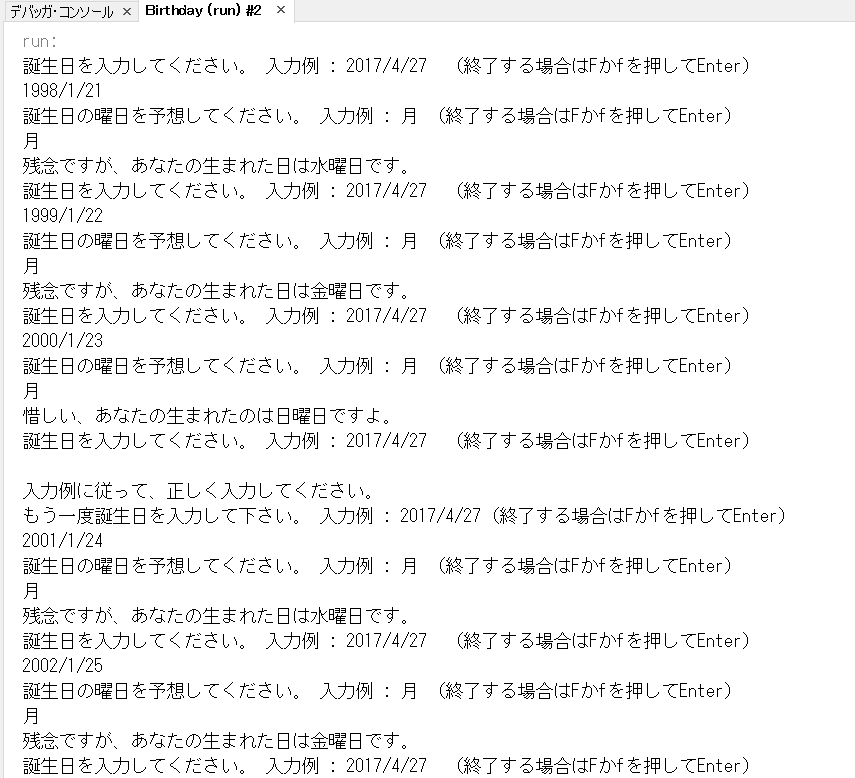 デバッガ・コンソール × Birthday (run) #2 ×
run:
誕生日を入力してください。 入力例 : 2017/4/27 （終了する場合はFかfを押してEnter）
1998/1/21
誕生日の曜日を予想してください。 入力例 : 月 （終了する場合はFかfを押してEnter）
月
残念ですが、あなたの生まれた日は水曜日です。
誕生日を入力してください。 入力例 : 2017/4/27 （終了する場合はFかfを押してEnter）
1999/1/22
誕生日の曜日を予想してください。 入力例 : 月 （終了する場合はFかfを押してEnter）
月
残念ですが、あなたの生まれた日は金曜日です。
誕生日を入力してください。 入力例 : 2017/4/27 （終了する場合はFかfを押してEnter）
2000/1/23
誕生日の曜日を予想してください。 入力例 : 月 （終了する場合はFかfを押してEnter）
月
惜しい、あなたの生まれたのは日曜日ですよ。
誕生日を入力してください。 入力例 : 2017/4/27 （終了する場合はFかfを押してEnter）
入力例に従って、正しく入力してください。
もう一度誕生日を入力して下さい。 入力例 : 2017/4/27 （終了する場合はFかfを押してEnter）
2001/1/24
誕生日の曜日を予想してください。 入力例 : 月 （終了する場合はFかfを押してEnter）
月
残念ですが、あなたの生まれた日は水曜日です。
誕生日を入力してください。 入力例 : 2017/4/27 （終了する場合はFかfを押してEnter）
2002/1/25
誕生日の曜日を予想してください。 入力例 : 月 （終了する場合はFかfを押してEnter）
月
残念ですが、あなたの生まれた日は金曜日です。
誕生日を入力してください。 入力例 : 2017/4/27 （終了する場合はFかfを押してEnter）